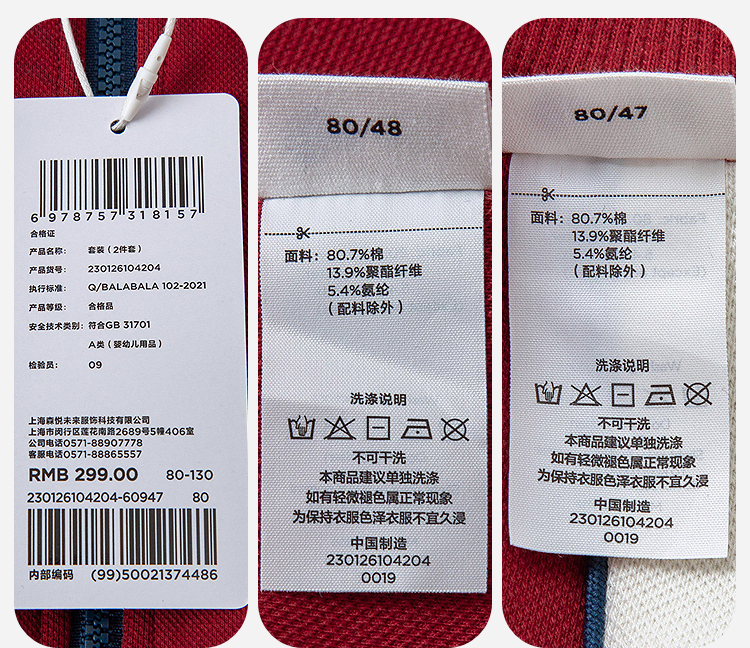 6 978757 318157
合格证
产品名称： 套装（2件套）
产品货号： 230126104204
执行标准： Q/BALABALA 102-2021
产品等级： 合格品
安全技术类别： 符合GB 31701
A类（婴幼儿用品）
检验员： 09
上海森悦未来服饰科技有限公司
上海市闵行区莲花南路2689号5幢406室
公司电话0571-88907778
客服电话0571-88865557
RMB 299.00 80-130
230126104204-60947 80
内部编码 (99)50021374486
80/48
面料： 80.7%棉
13.9%聚酯纤维
5.4%氨纶
（配料除外）
洗涤说明
不可干洗
本商品建议单独洗涤
如有轻微褪色属正常现象
为保持衣服色泽衣服不宜久浸
中国制造
230126104204
0019
80/47
面料： 80.7%棉
13.9%聚酯纤维
5.4%氨纶
（配料除外）
洗涤说明
不可干洗
本商品建议单独洗涤
如有轻微褪色属正常现象
为保持衣服色泽衣服不宜久浸
中国制造
230126104204
0019